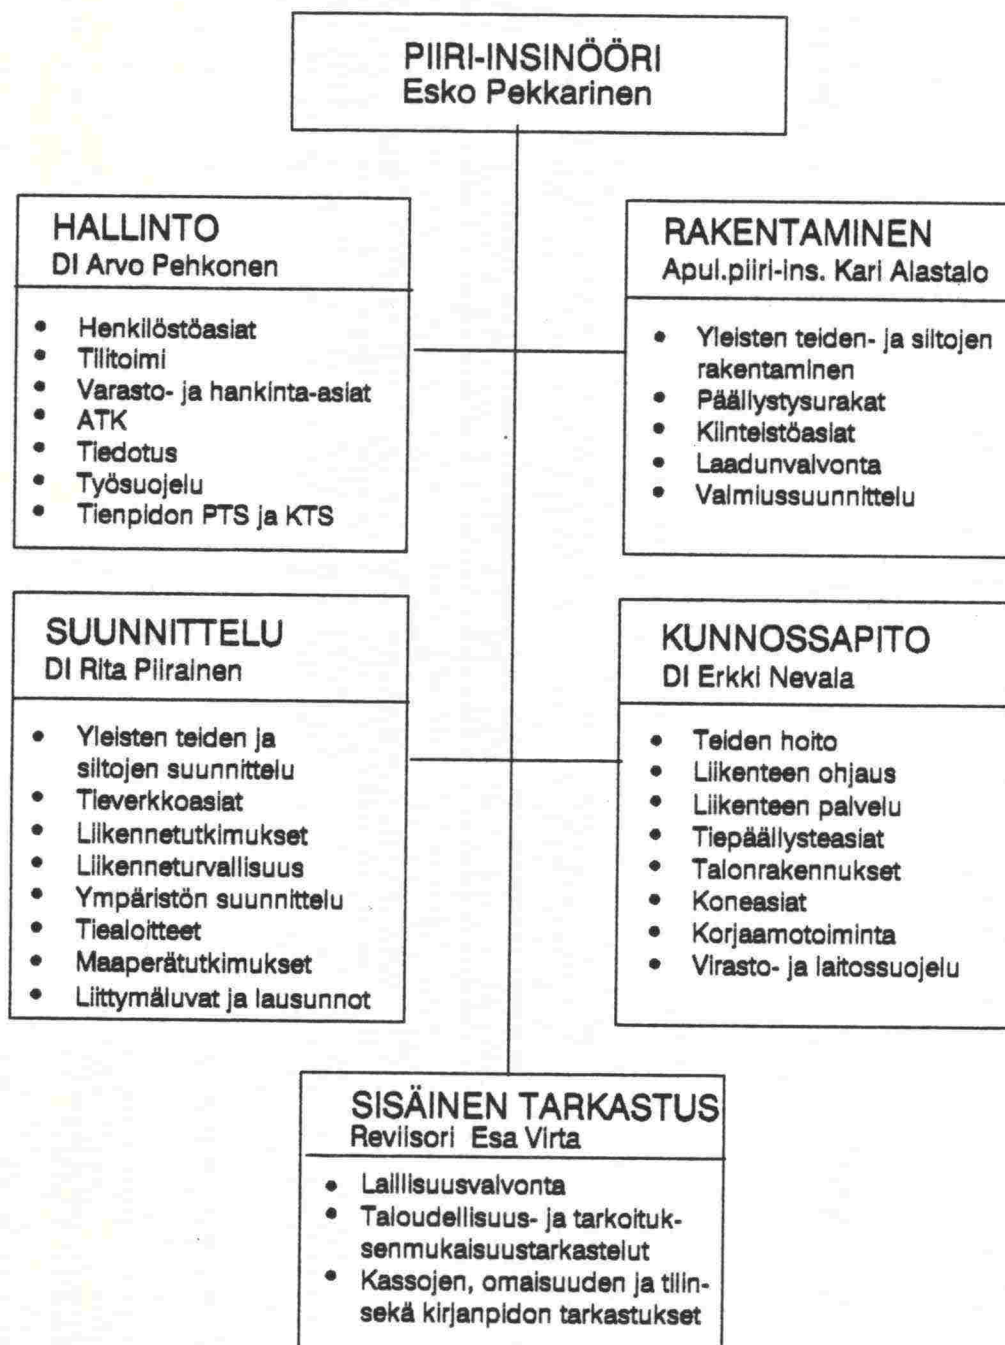 PIIRI-INSINÖÖRI
Esko Pekkarinen
HALLINTO
DI Arvo Pehkonen
• Henkilöstöasiat
• Tilitoimi
• Varasto- ja hankinta-asiat
• ATK
• Tiedotus
• Työsuojelu
• Tienpidon PTS ja KTS
RAKENTAMINEN
Apul.piiri-ins. Kari Alastalo
• Yleisten teiden- ja siltojen
rakentaminen
• Päällystysurakat
• Kiinteistöasiat
• Laadunvalvonta
• Valmiussuunnittelu
SUUNNITTELU
DI Rita Piirainen
• Yleisten teiden ja
siltojen suunnittelu
• Tieverkkoasiat
• Liikennetutkimukset
• Liikenneturvallisuus
• Ympäristön suunnittelu
• Tiealoitteet
• Maaperätutkimukset
• Liittymäluvat ja lausunnot
KUNNOSSAPITO
DI Erkki Nevala
• Teiden hoito
• Liikenteen ohjaus
• Liikenteen palvelu
• Tiepäällysteasiat
• Talonrakennukset
• Koneasiat
• Korjaamotoiminta
• Virasto- ja laitossuojelu
SISÄINEN TARKASTUS
Reviisori Esa Virta
• Laillisuusvalvonta
• Taloudellisuus- ja tarkoituk-
senmukaisuustarkastelut
• Kassojen, omaisuuden ja tilin-
sekä kirjanpidon tarkastukset